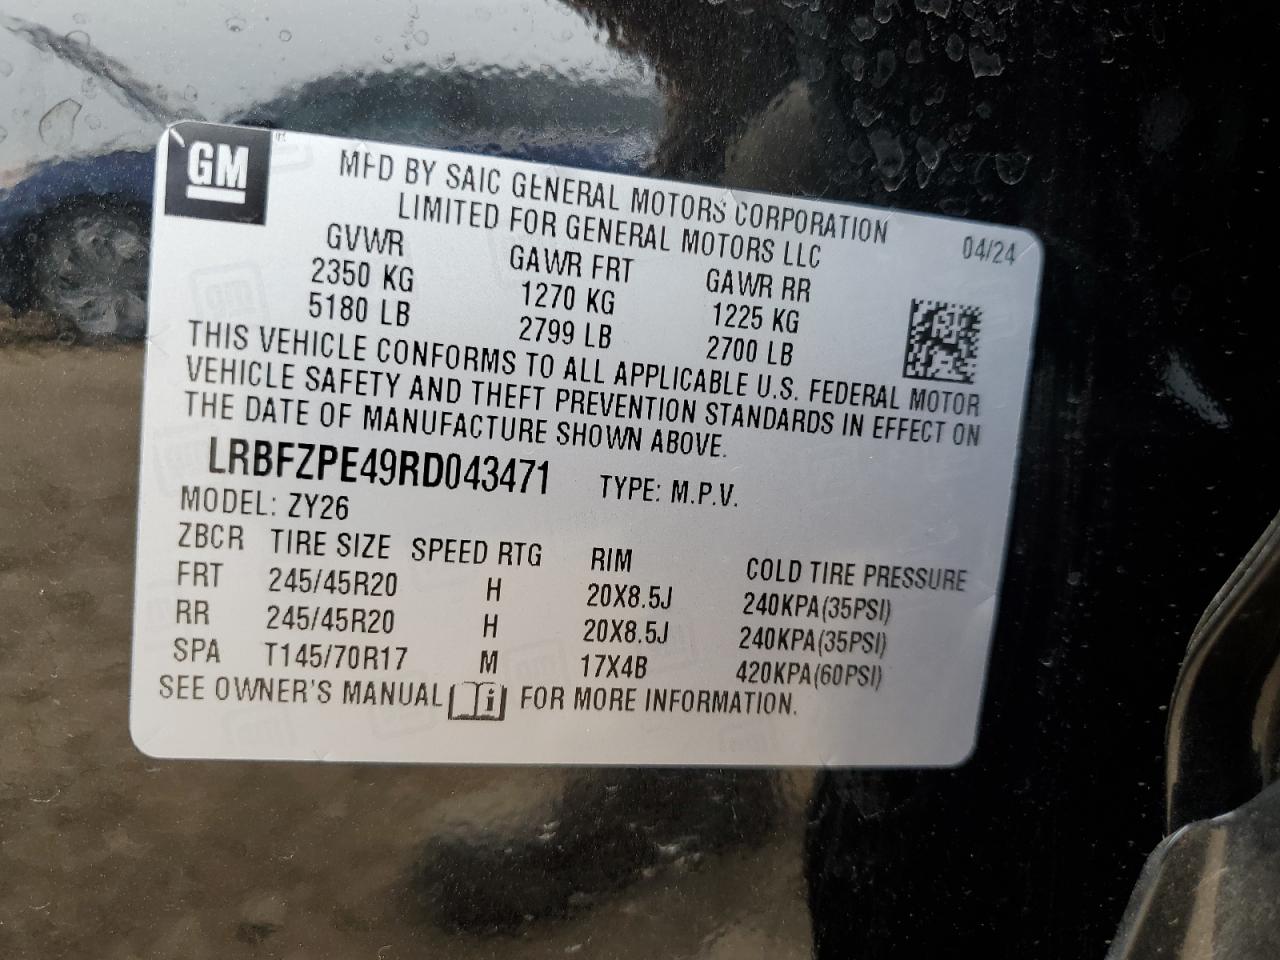 GM
MFD BY SAIC GENERAL MOTORS CORPORATION
LIMITED FOR GENERAL MOTORS LLC
04/24
GVWR GAWR FRT GAWR RR
2350 KG 1270 KG 1225 KG
5180 LB 2799 LB 2700 LB
THIS VEHICLE CONFORMS TO ALL APPLICABLE U.S. FEDERAL MOTOR
VEHICLE SAFETY AND THEFT PREVENTION STANDARDS IN EFFECT ON
THE DATE OF MANUFACTURE SHOWN ABOVE.
LRBFZPE49RD043471 TYPE: M.P.V.
MODEL: ZY26
ZBCR TIRE SIZE SPEED RTG RIM COLD TIRE PRESSURE
FRT 245/45R20 H 20X8.5J 240KPA(35PSI)
RR 245/45R20 H 20X8.5J 240KPA(35PSI)
SPA T145/70R17 M 17X4B 420KPA(60PSI)
SEE OWNER'S MANUAL i FOR MORE INFORMATION.